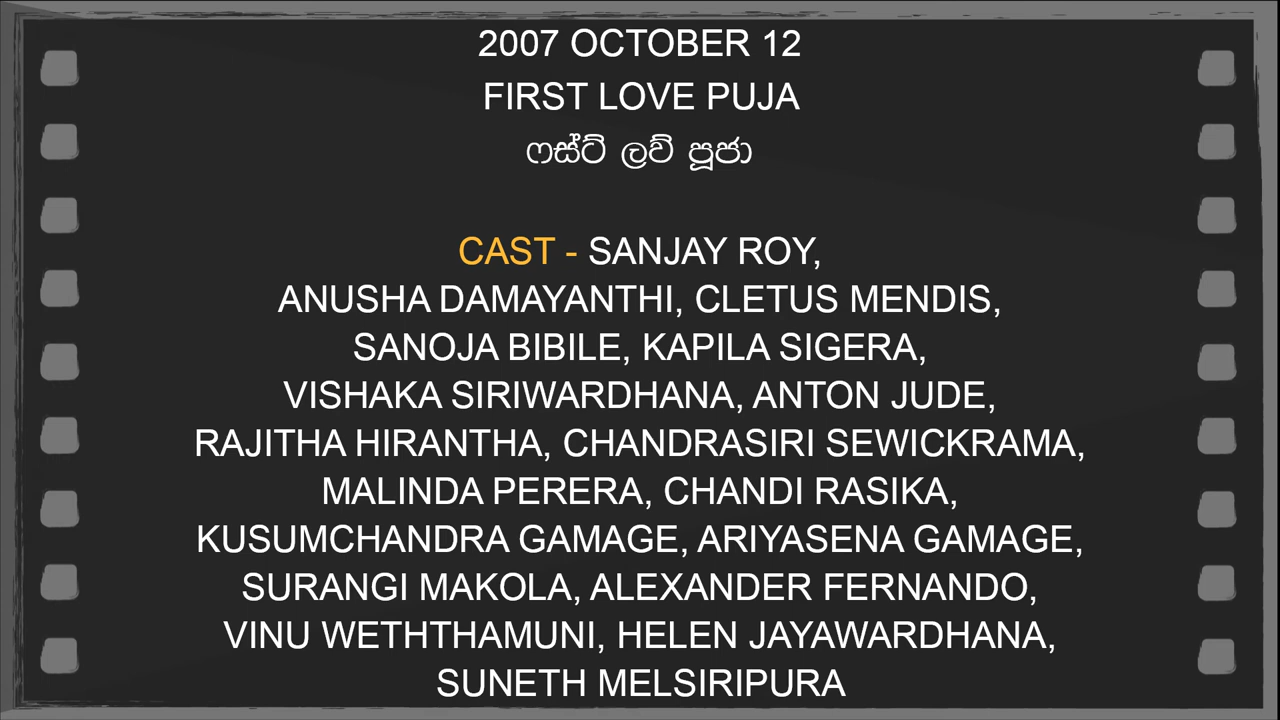 2007 OCTOBER 12
FIRST LOVE PUJA
ෆස්ට් ලව් පූජා
CAST - SANJAY ROY,
ANUSHA DAMAYANTHI, CLETUS MENDIS,
SANOJA BIBILE, KAPILA SIGERA,
VISHAKA SIRIWARDHANA, ANTON JUDE,
RAJITHA HIRANTHA, CHANDRASIRI SEWICKRAMA,
MALINDA PERERA, CHANDI RASIKA,
KUSUMCHANDRA GAMAGE, ARIYASENA GAMAGE,
SURANGI MAKOLA, ALEXANDER FERNANDO,
VINU WETHTHAMUNI, HELEN JAYAWARDHANA,
SUNETH MELSIRIPURA